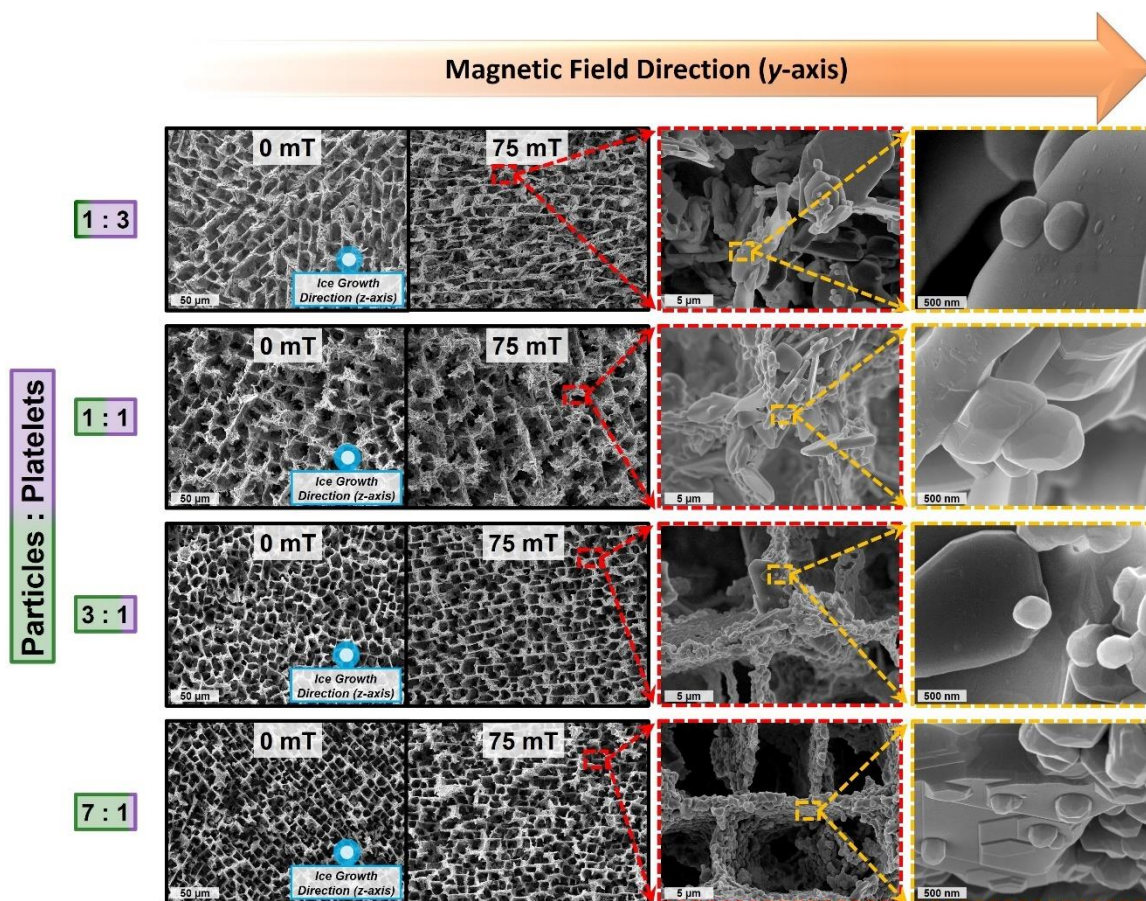 Magnetic Field Direction (y-axis)
Particles : Platelets
1 : 3
0 mT
75 mT
Ice Growth
Direction (z-axis)
50 µm
5 µm
500 nm
1 : 1
0 mT
75 mT
Ice Growth
Direction (z-axis)
50 µm
5 µm
500 nm
3 : 1
0 mT
75 mT
Ice Growth
Direction (z-axis)
50 µm
5 µm
500 nm
7 : 1
0 mT
75 mT
Ice Growth
Direction (z-axis)
50 µm
5 µm
500 nm